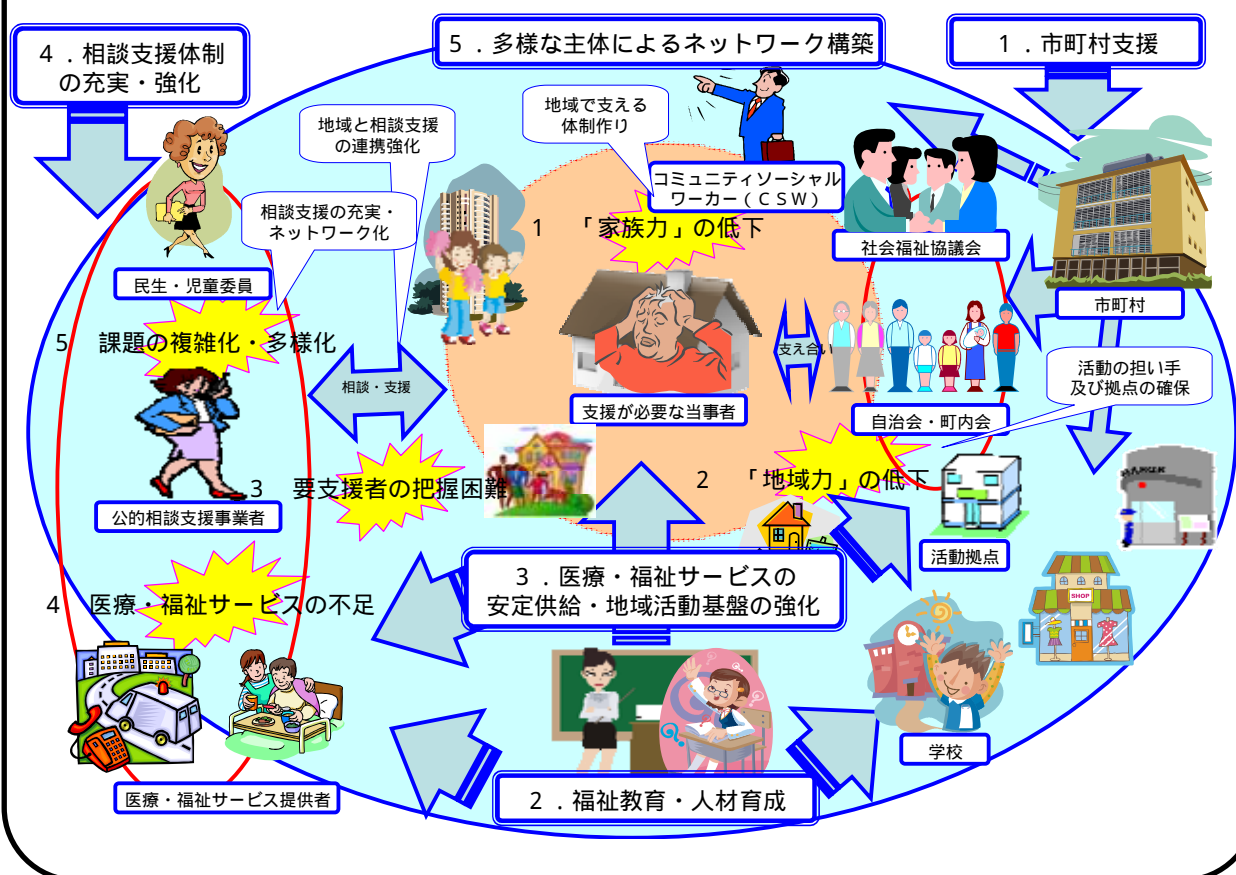 ４．相談支援体制
の充実・強化
５．多様な主体によるネットワーク構築
１．市町村支援
地域で支える
体制作り
地域と相談支援
の連携強化
コミュニティソーシャル
ワーカー（ＣＳＷ）
相談支援の充実・
ネットワーク化
1 「家族力」の低下
社会福祉協議会
民生・児童委員
市町村
5 課題の複雑化・多様化
支え合い
活動の担い手
及び拠点の確保
相談・支援
支援が必要な当事者
自治会・町内会
2 「地域力」の低下
3 要支援者の把握困難
公的相談支援事業者
活動拠点
３．医療・福祉サービスの
安定供給・地域活動基盤の強化
4 医療・福祉サービスの不足
SHOP
学校
医療・福祉サービス提供者
２．福祉教育・人材育成